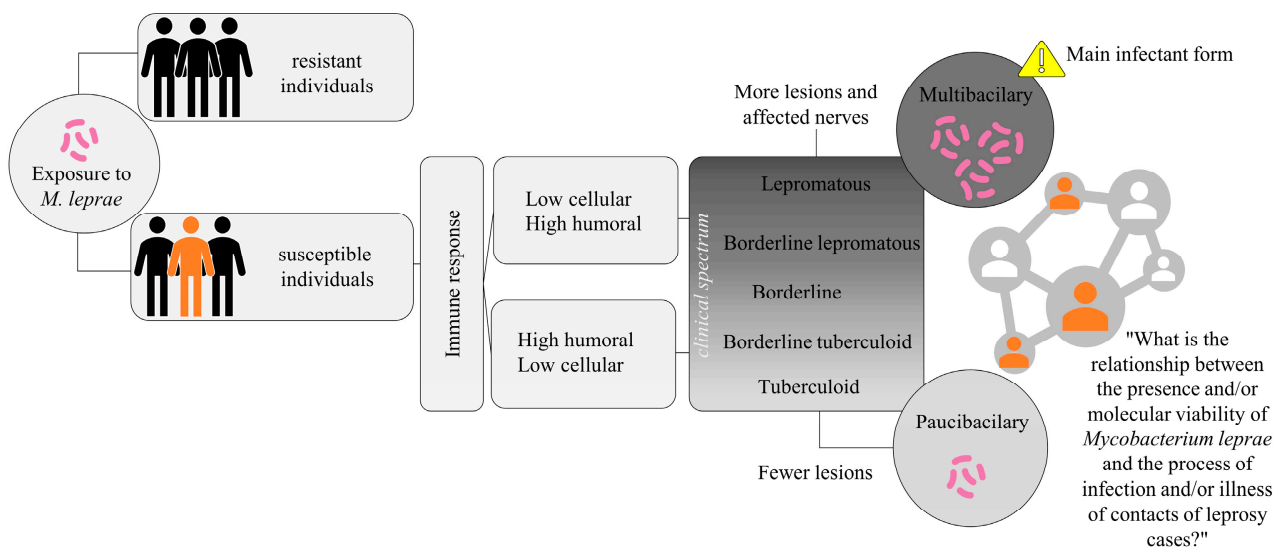 resistant
individuals
Exposure to
M. leprae
susceptible
individuals
Immune response
Low cellular
High humoral
High humoral
Low cellular
clinical spectrum
More lesions and
affected nerves
Lepromatous
Borderline lepromatous
Borderline
Borderline tuberculoid
Tuberculoid
Fewer lesions
Multibacilary
Main infectant form
Paucibacilary
"What is the
relationship between
the presence and/or
molecular viability of
Mycobacterium leprae
and the process of
infection and/or illness
of contacts of leprosy
cases?"